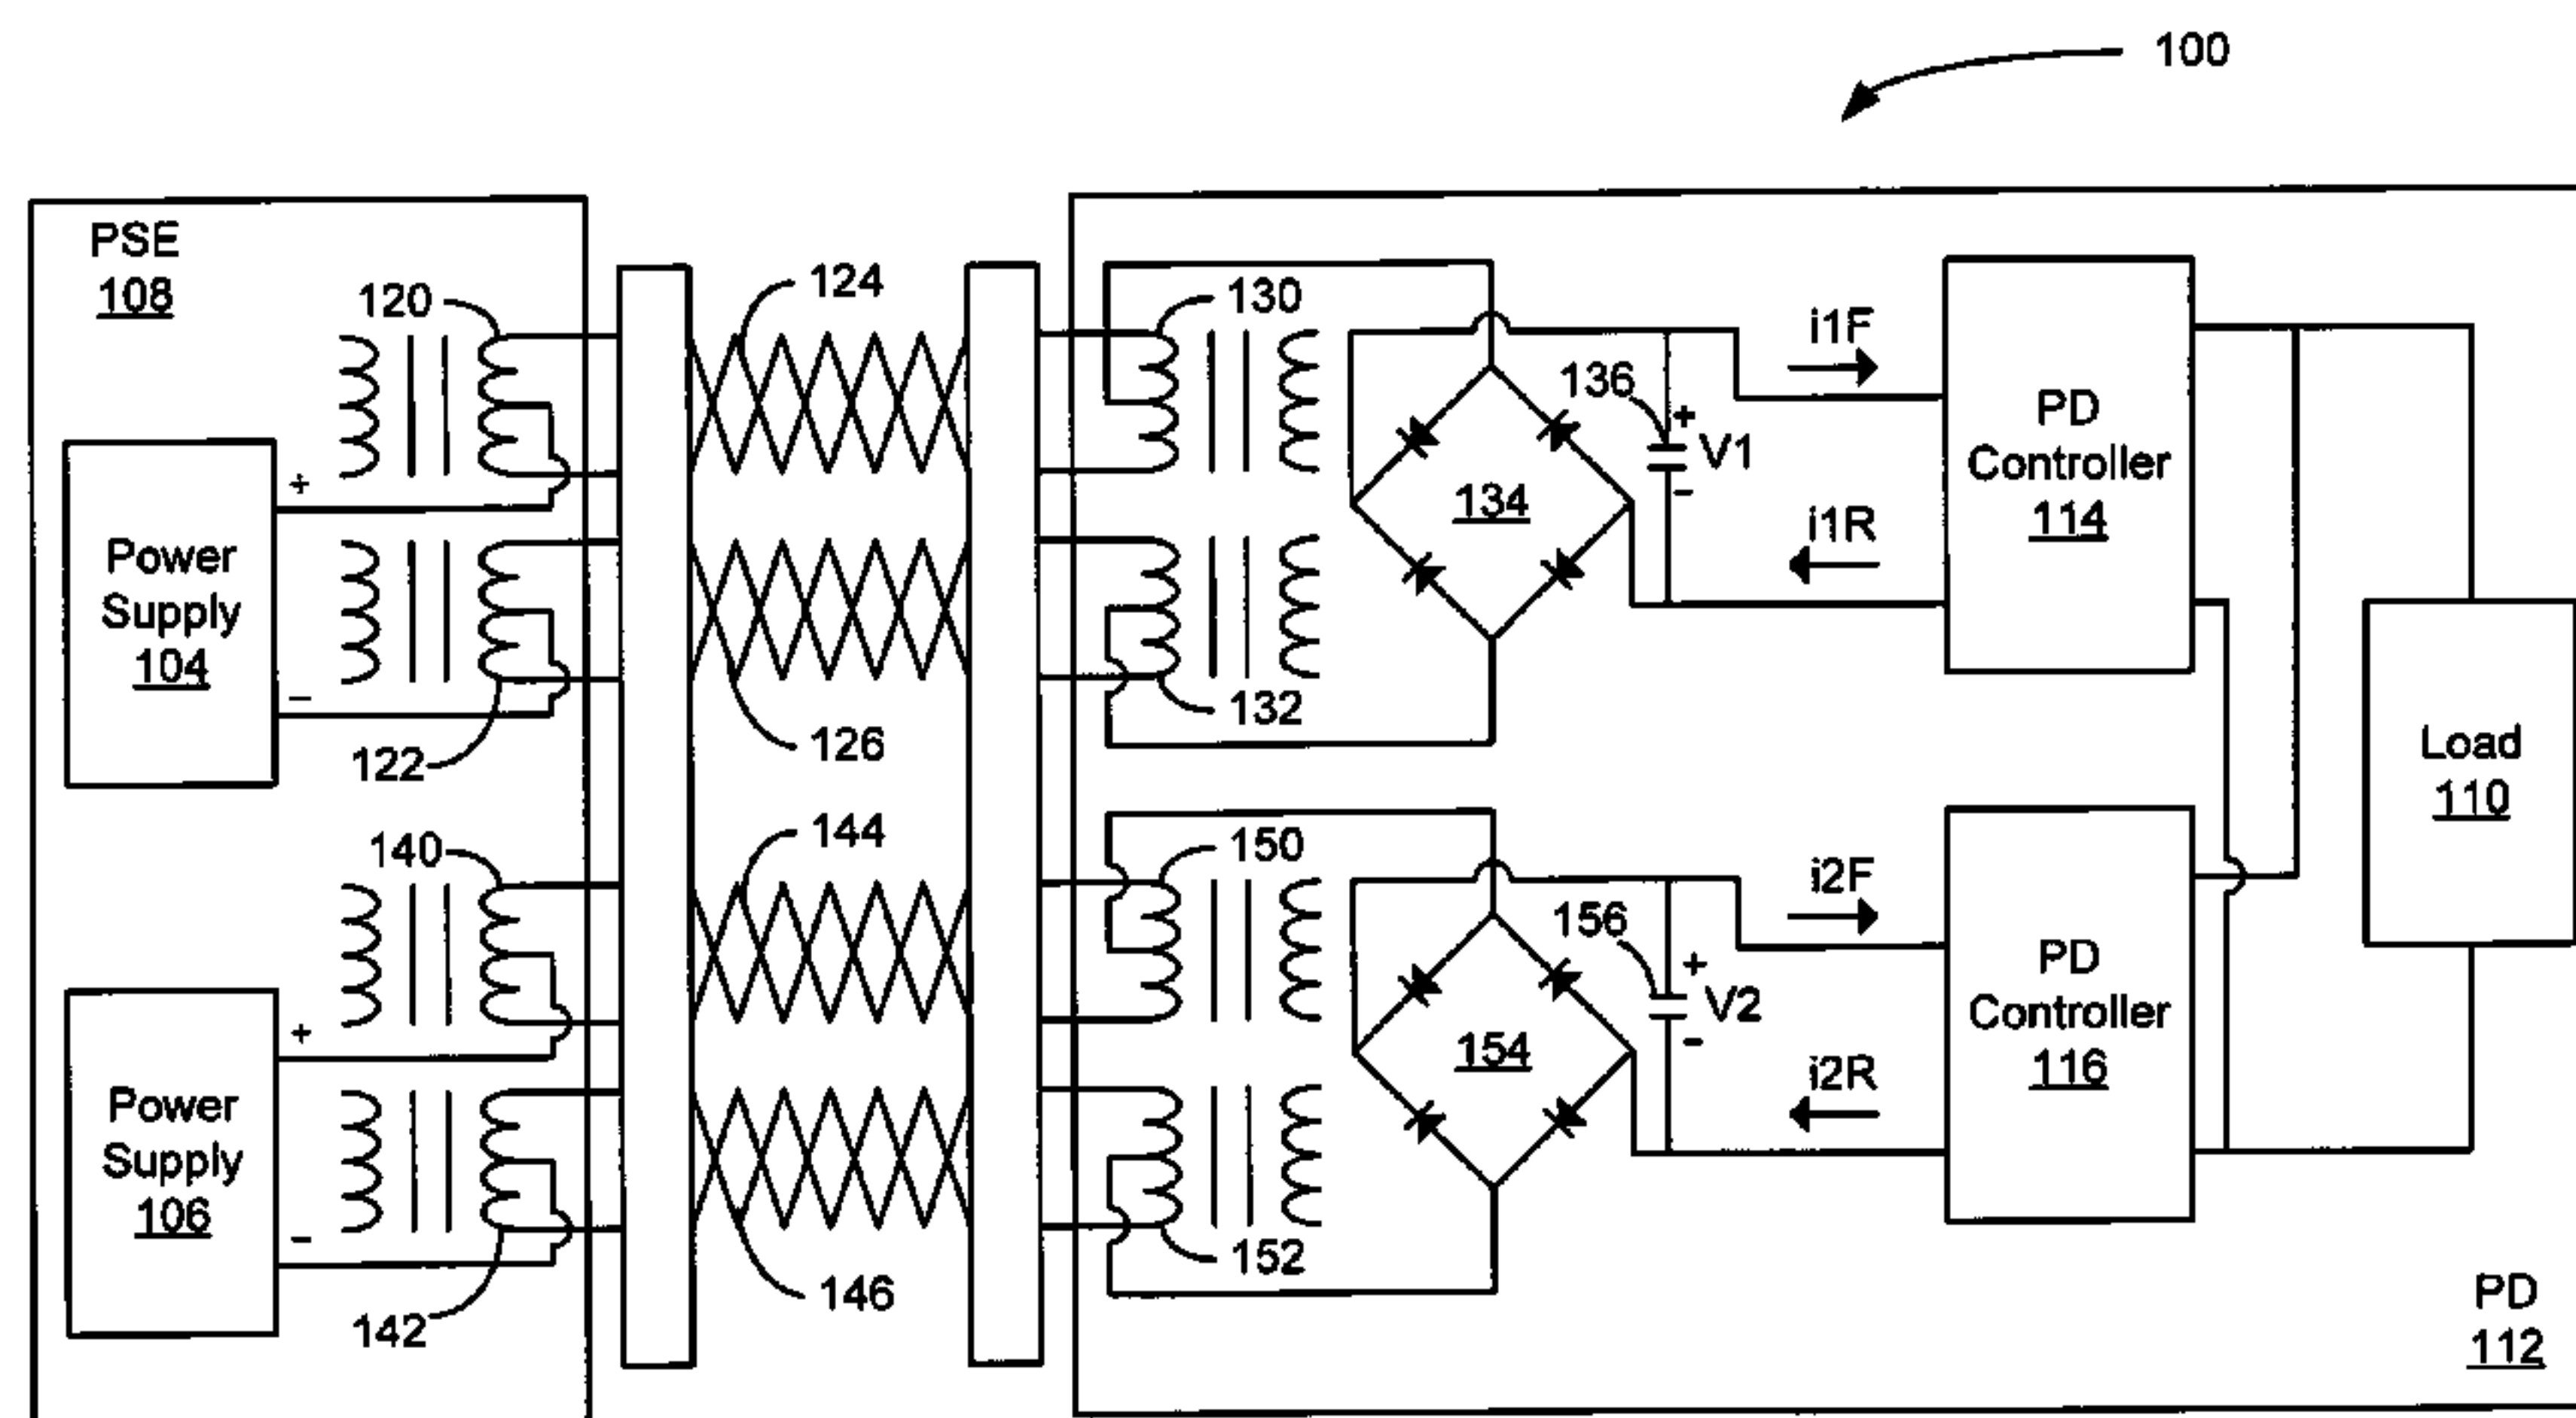 100
PSE
108
120
124
130
i1F
136
+
V1
-
PD
Controller
114
+
134
i1R
Power
Supply
104
-
132
126
122
Load
110
144
140
150
i2F
156
+
V2
-
PD
Controller
116
+
154
i2R
Power
Supply
106
-
152
146
142
PD
112